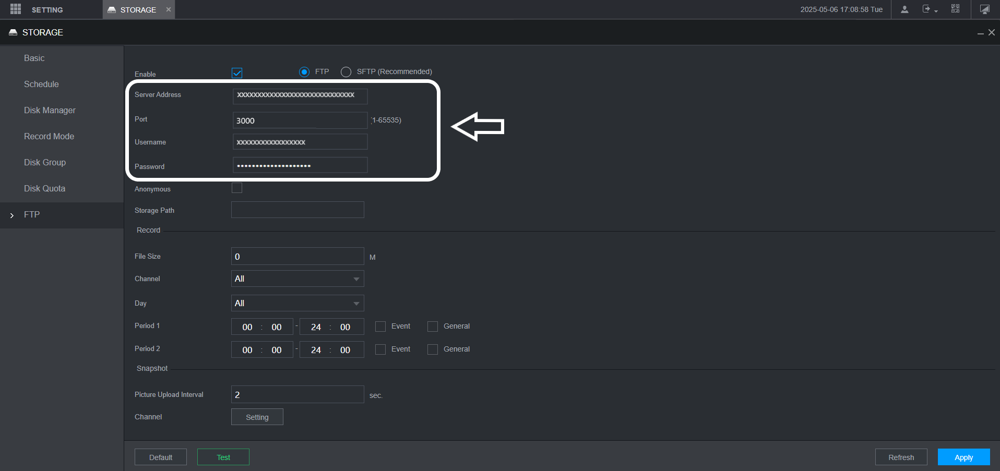 SETTING STORAGE × 2025-05-06 17:08:58 Tue
STORAGE
Basic
Schedule
Disk Manager
Record Mode
Disk Group
Disk Quota
FTP
Enable FTP SFTP (Recommended)
Server Address xxxxxxxxxxxxxxxxxxxxxxxxxxxxx
Port 3000 (1-65535)
Username xxxxxxxxxxxxxxxxx
Password ••••••••••••••••••••
Anonymous
Storage Path
Record
File Size 0 M
Channel All
Day All
Period 1 00 : 00 - 24 : 00 Event General
Period 2 00 : 00 - 24 : 00 Event General
Snapshot
Picture Upload Interval 2 sec.
Channel Setting
Default Test Refresh Apply